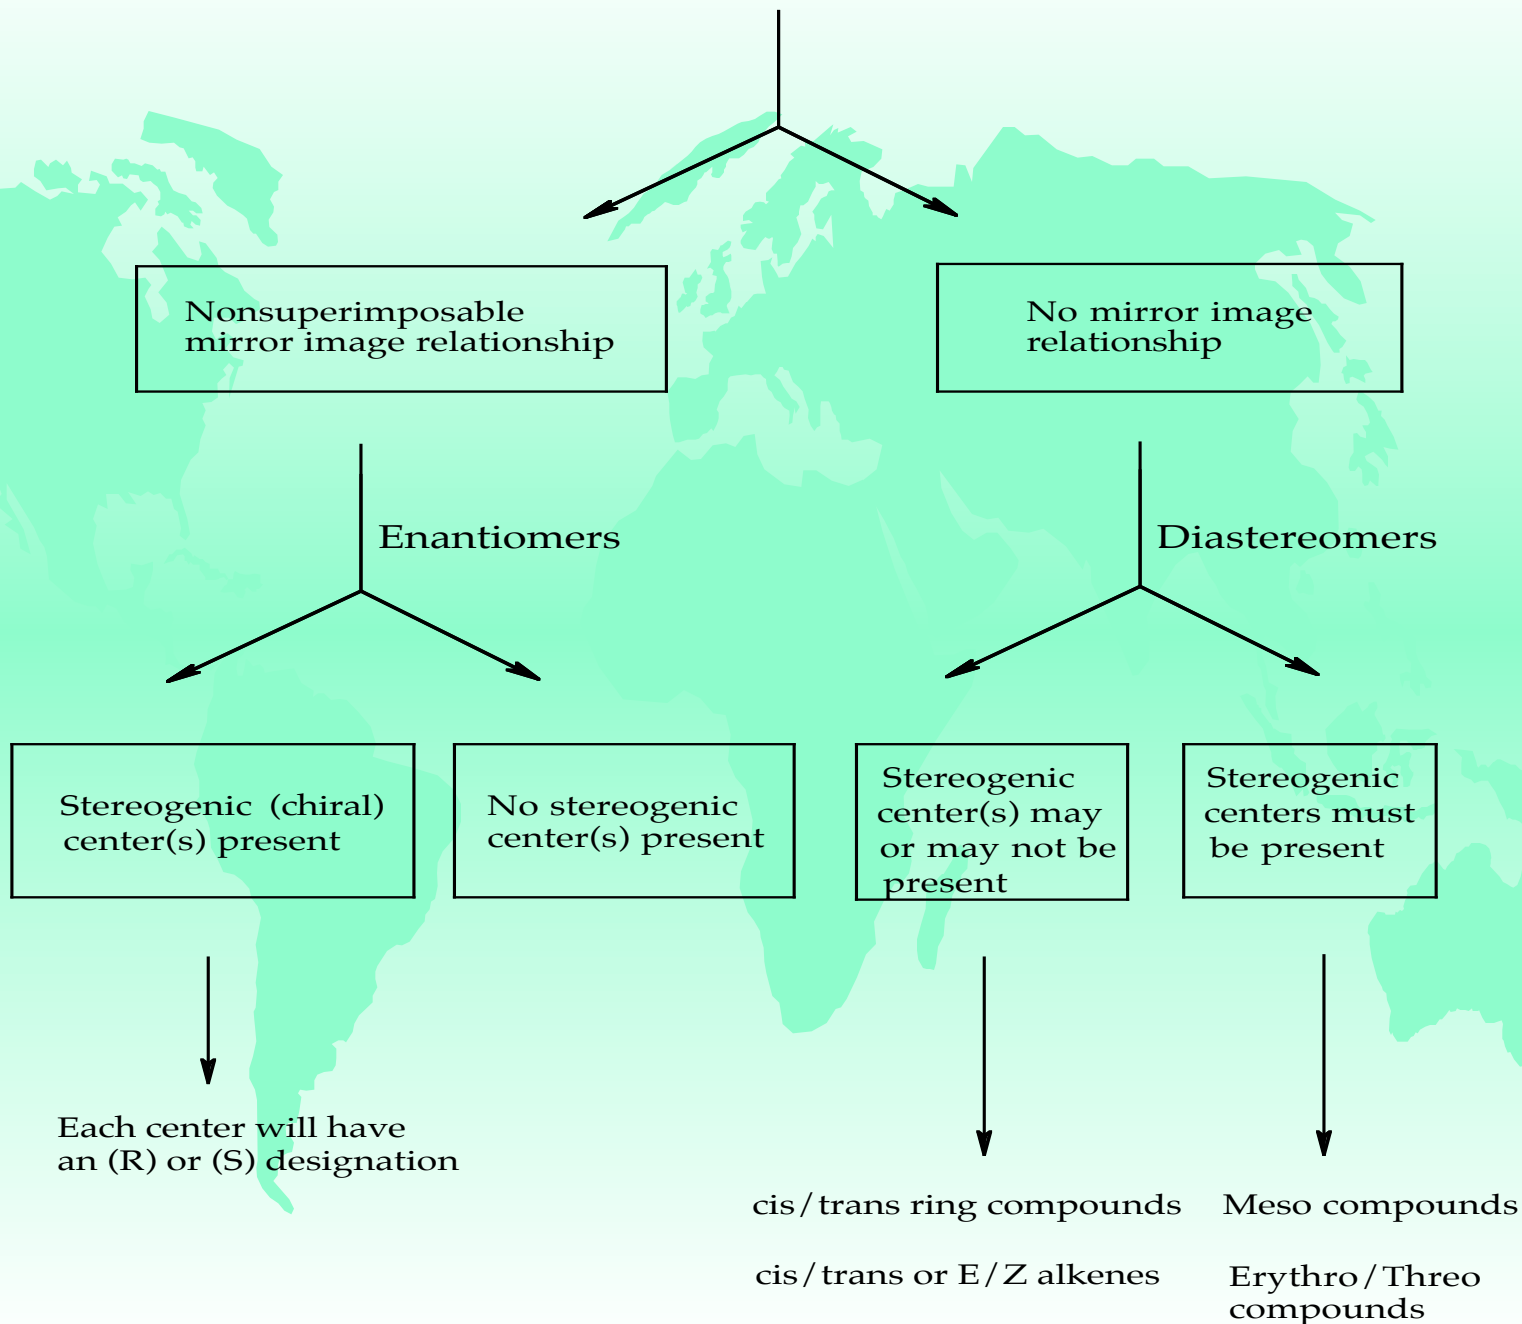 Nonsuperimposable
mirror image relationship
No mirror image
relationship
Enantiomers
Diastereomers
Stereogenic (chiral)
center(s) present
No stereogenic
center(s) present
Stereogenic
center(s) may
or may not be
present
Stereogenic
centers must
be present
Each center will have
an (R) or (S) designation
cis/trans ring compounds
cis/trans or E/Z alkenes
Meso compounds
Erythro/Threo
compounds